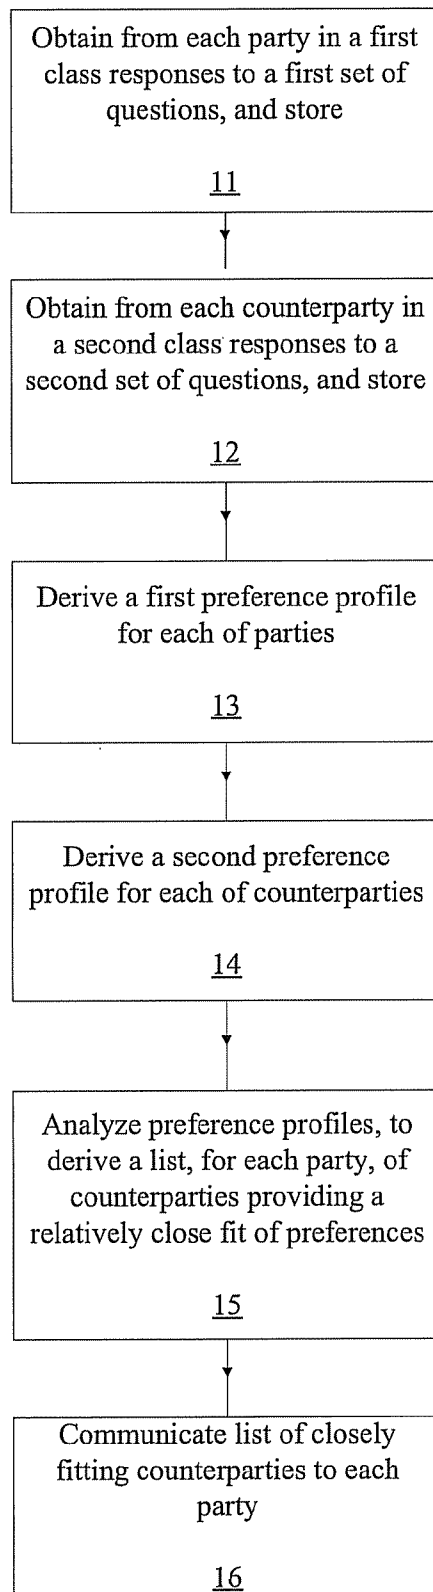 Obtain from each party in a first
class responses to a first set of
questions, and store
11
Obtain from each counterparty in
a second class responses to a
second set of questions, and store
12
Derive a first preference profile
for each of parties
13
Derive a second preference
profile for each of counterparties
14
Analyze preference profiles, to
derive a list, for each party, of
counterparties providing a
relatively close fit of preferences
15
Communicate list of closely
fitting counterparties to each
party
16